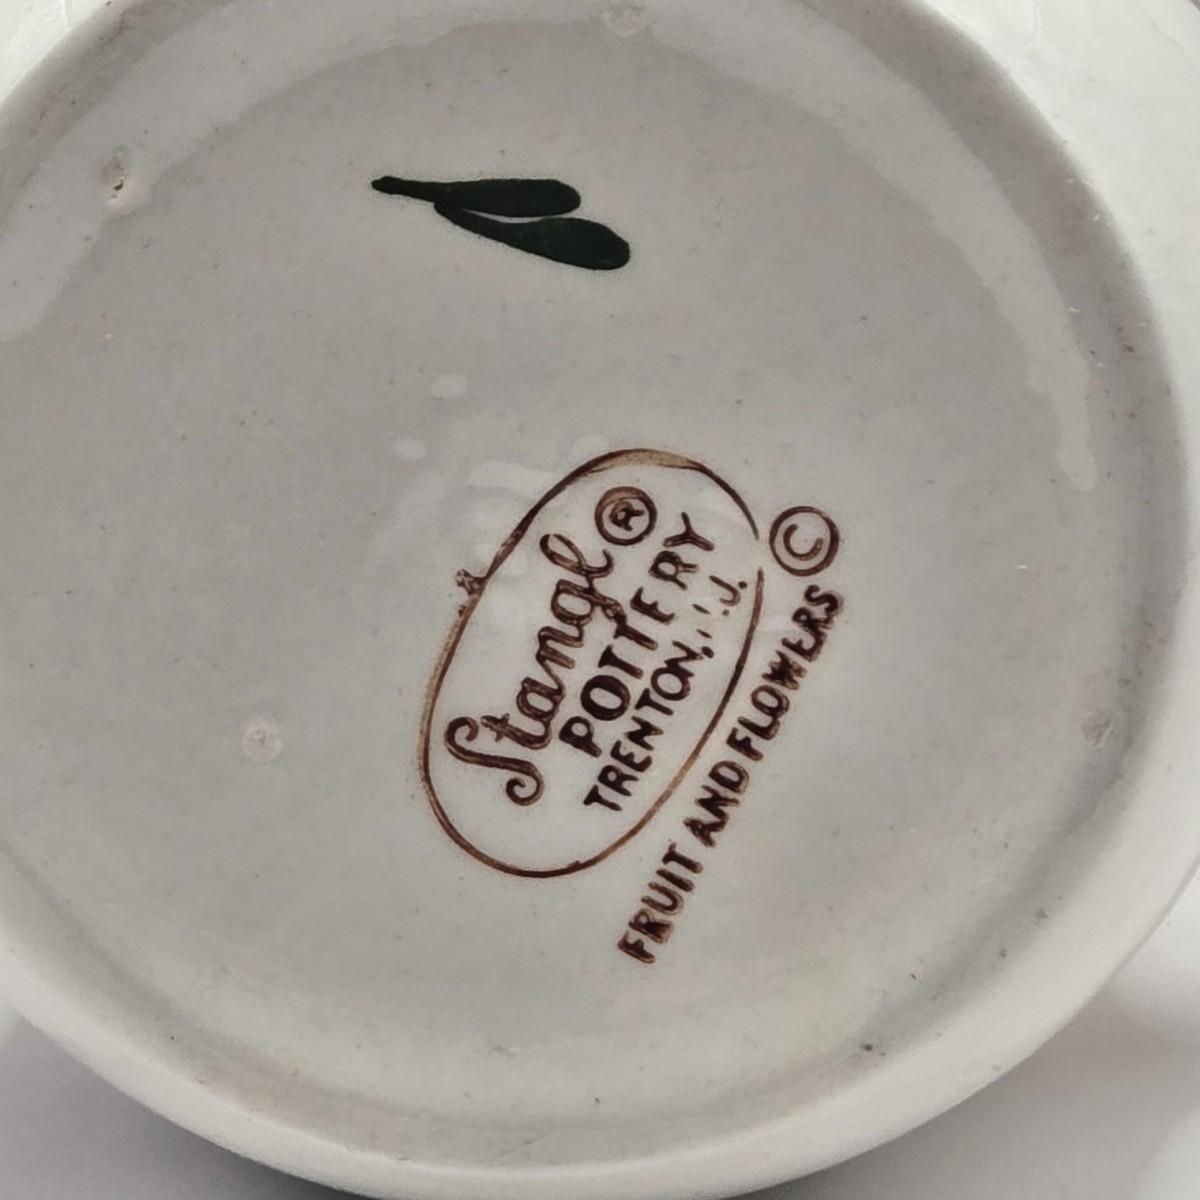 Stangl ®
POTTERY
TRENTON, N.J.
©
FRUIT AND FLOWERS